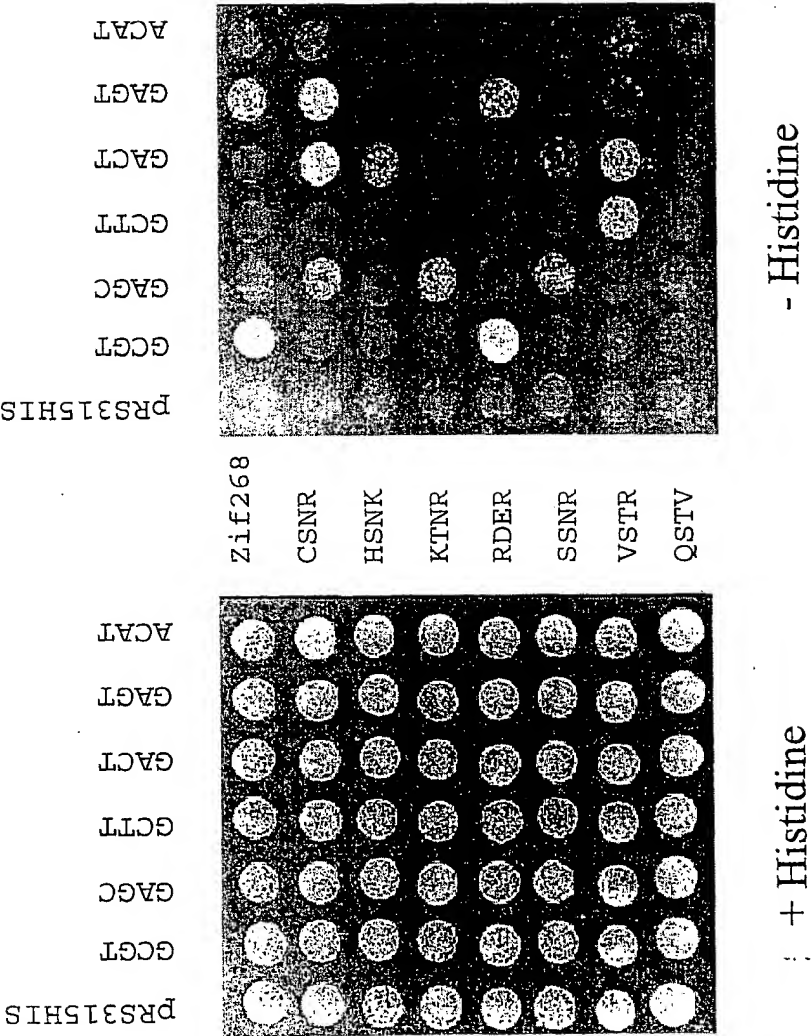 ACAT
GAGT
GACT
GCTT
GAGC
GCGT
pRS315HIS
- Histidine
Zif268
CSNR
HSNK
KTNR
RDER
SSNR
VSTR
QSTV
ACAT
GAGT
GACT
GCTT
GAGC
GCGT
pRS315HIS
+ Histidine